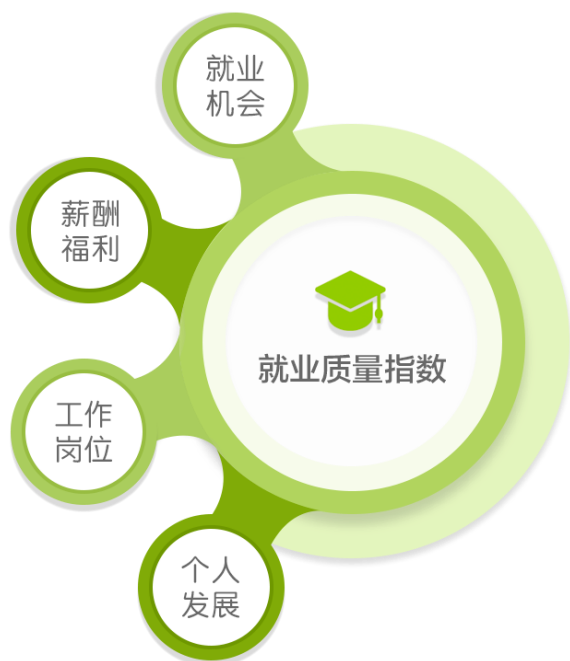 就业
机会
薪酬
福利
就业质量指数
工作
岗位
个人
发展